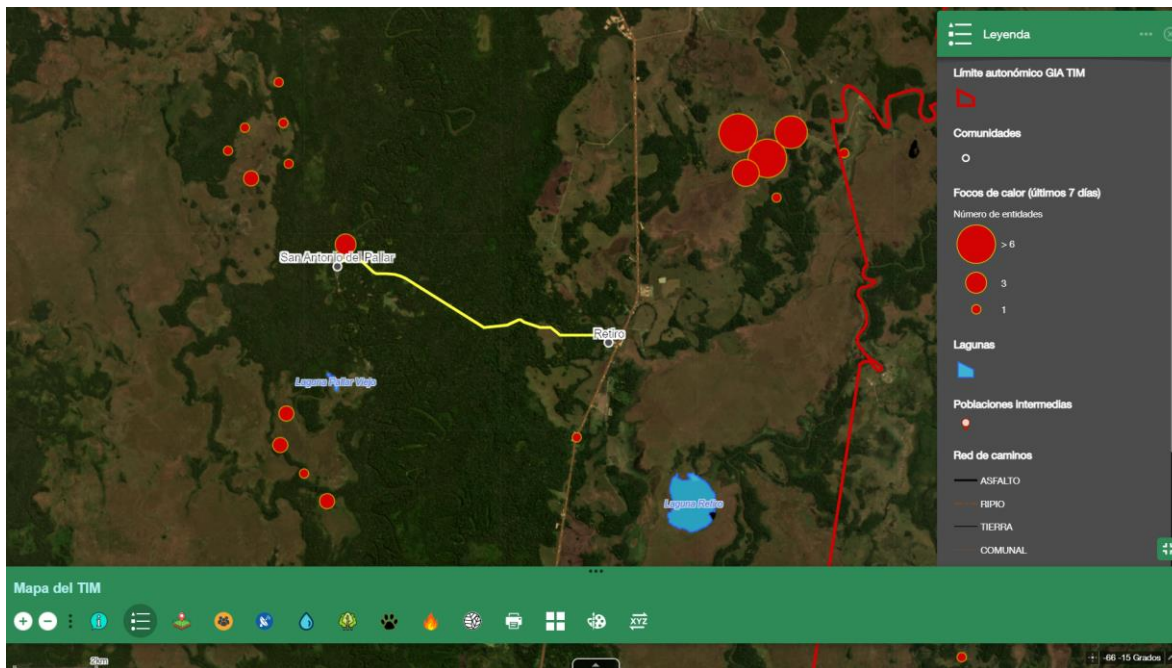 Leyenda
Límite autonómico GIA TIM
Comunidades
Focos de calor (últimos 7 días)
Número de entidades
> 6
3
1
Lagunas
Poblaciones intermedias
Red de caminos
ASFALTO
RIPIO
TIERRA
COMUNAL
San Antonio del Pallar
Retiro
Laguna Pallar Viejo
Laguna Retiro
Mapa del TIM
XYZ
2km
-66 -15 Grados